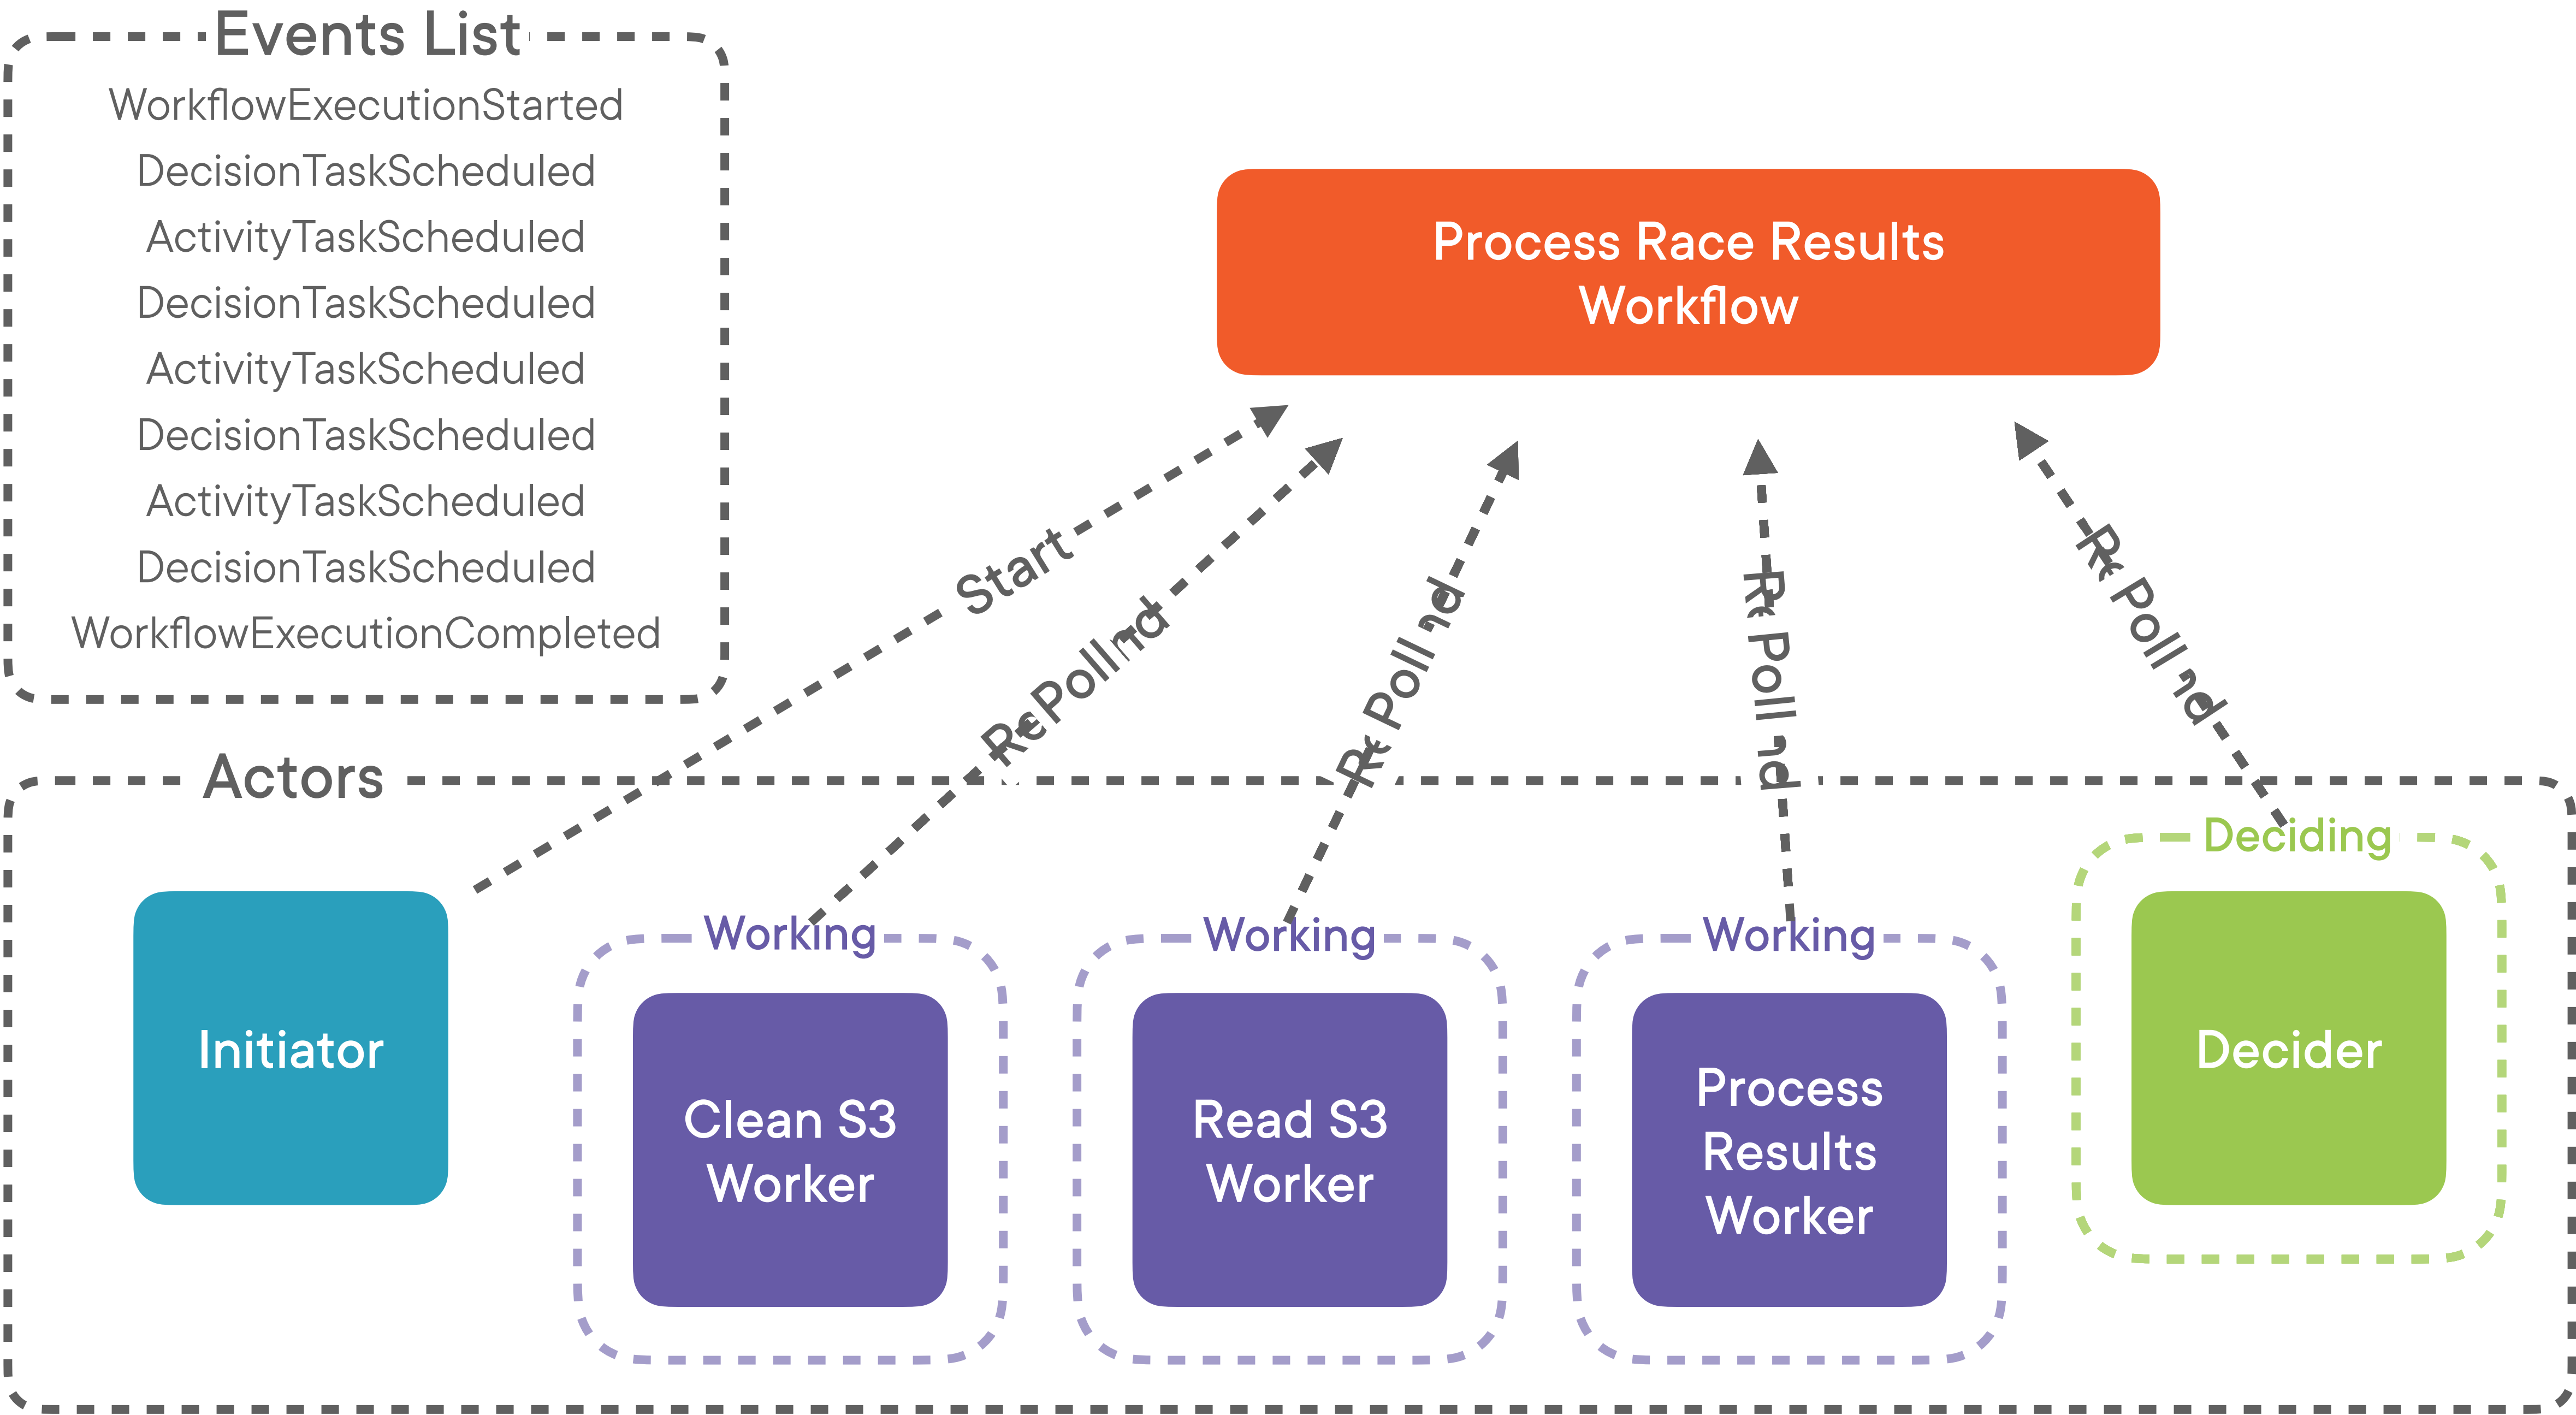 Events List
WorkflowExecutionStarted
DecisionTaskScheduled
ActivityTaskScheduled
DecisionTaskScheduled
ActivityTaskScheduled
DecisionTaskScheduled
ActivityTaskScheduled
DecisionTaskScheduled
WorkflowExecutionCompleted
Process Race Results
Workflow
Start
Poll
Poll
Poll
Poll
Actors
Initiator
Working
Clean S3
Worker
Working
Read S3
Worker
Working
Process
Results
Worker
Deciding
Decider